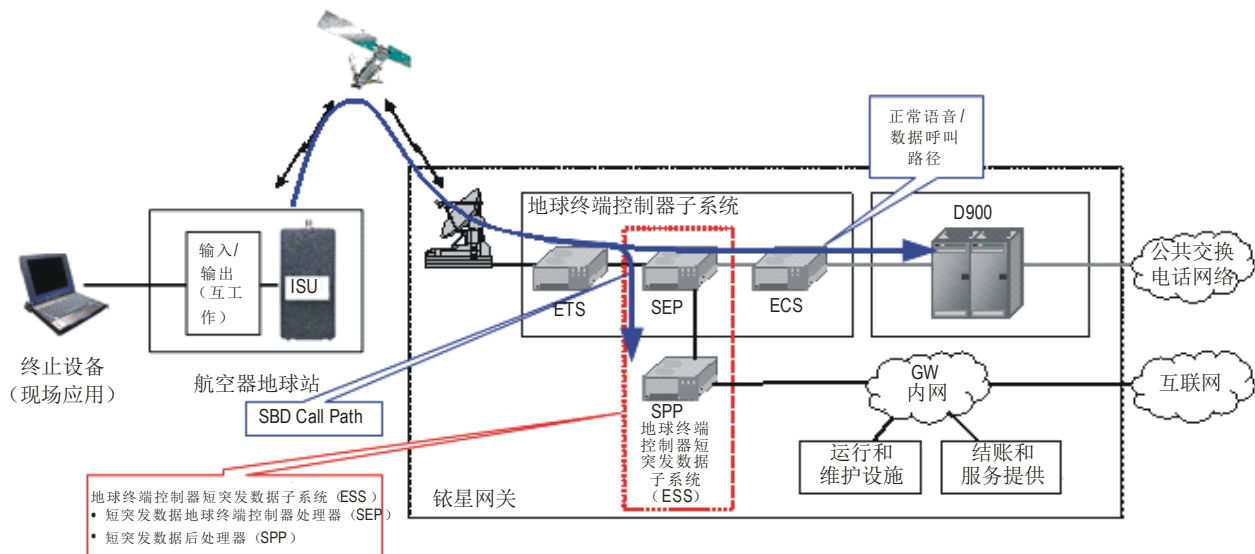 正常语音/
数据呼叫
路径
地球终端控制器子系统
D900
输入/
输出
（互工
作）
ISU
公共交换
电话网络
ETS
SEP
ECS
终止设备
（现场应用）
航空器地球站
SBD Call Path
SPP
地球终端
控制器短
突发数据
子系统
（ESS）
GW
内网
互联网
运行和
维护设施
结账和
服务提供
铱星网关
地球终端控制器短突发数据子系统（ESS）
• 短突发数据地球终端控制器处理器（SEP）
• 短突发数据后处理器（SPP）